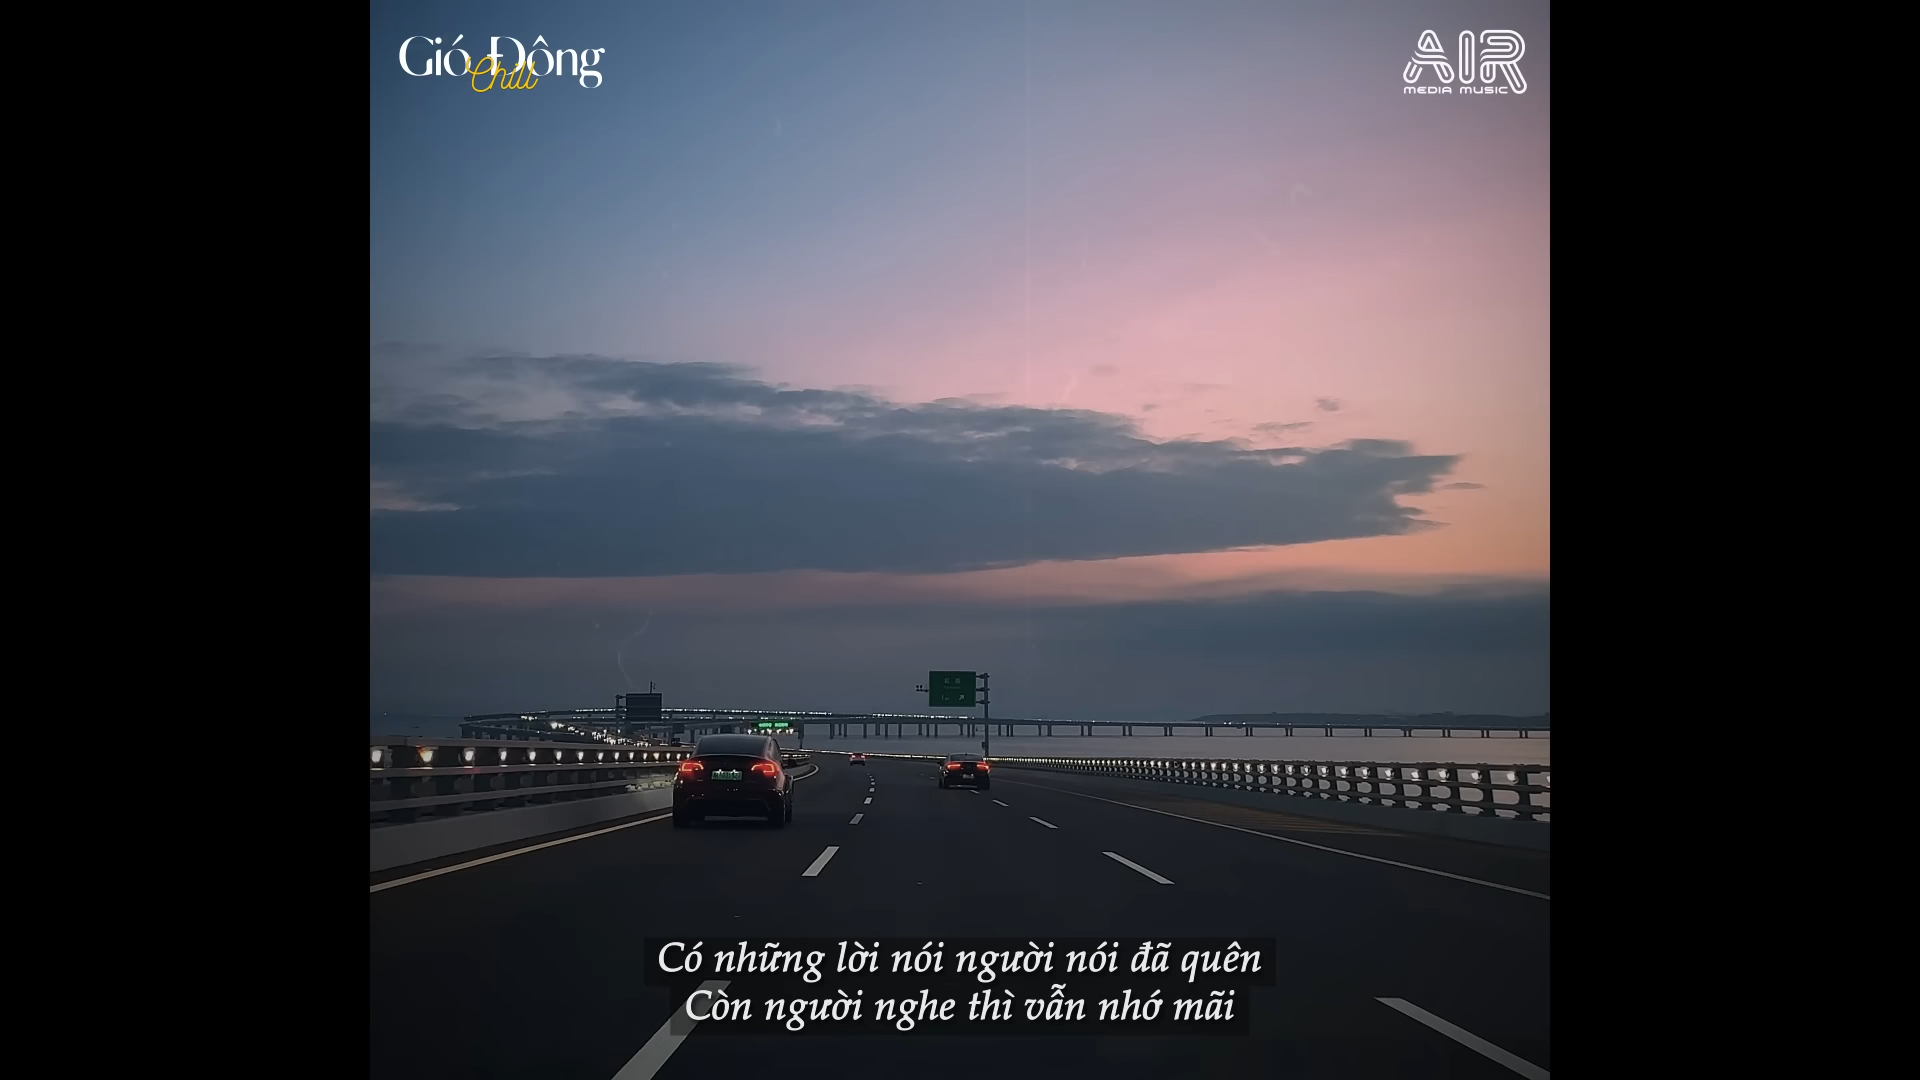 Gió Đông
Chill
AIR
MEDIA MUSIC
Có những lời nói người nói đã quên
Còn người nghe thì vẫn nhớ mãi